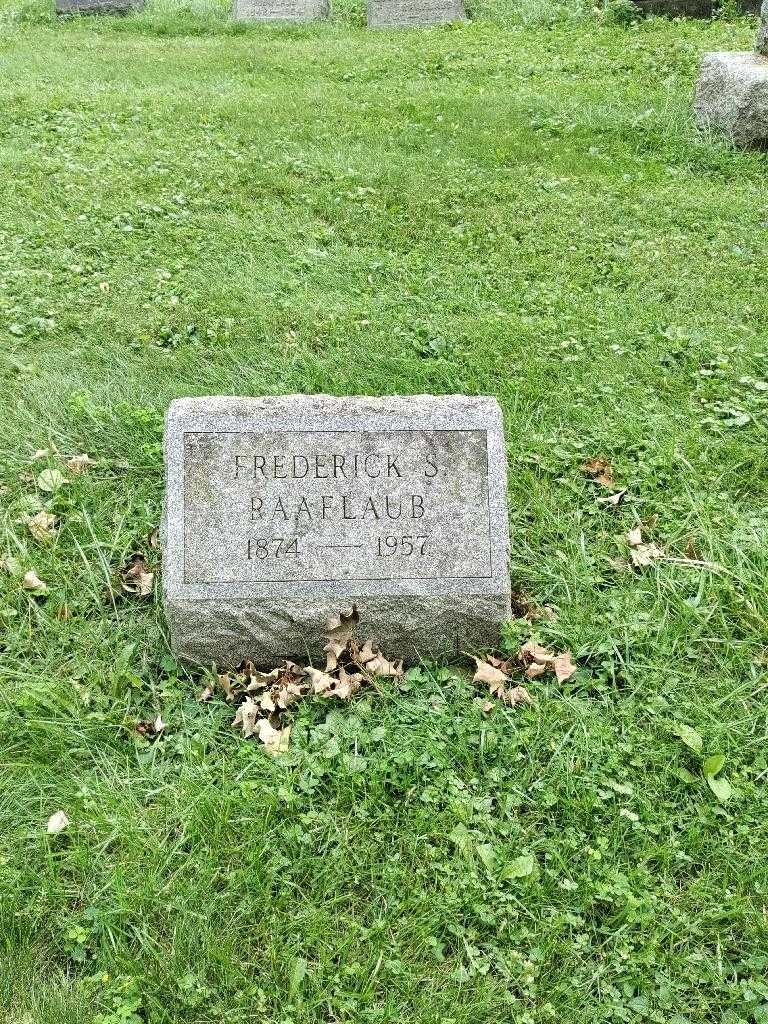 FREDERICK S.
RAAFLAUB
1874 — 1957